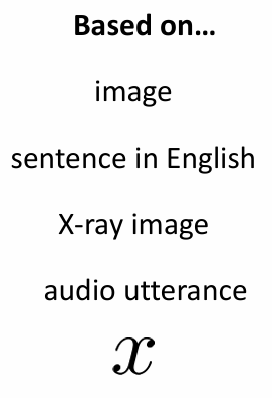 Based on…
image
sentence in English
X-ray image
audio utterance
x